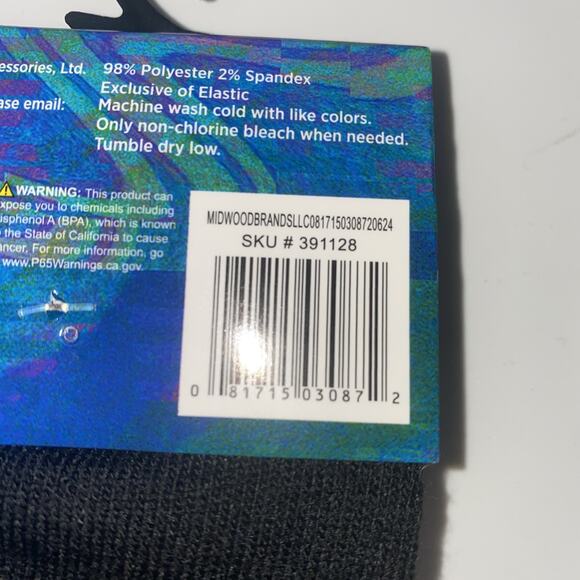 essories, Ltd.
ase email:
98% Polyester 2% Spandex
Exclusive of Elastic
Machine wash cold with like colors.
Only non-chlorine bleach when needed.
Tumble dry low.
WARNING: This product can
expose you to chemicals including
isphenol A (BPA), which is known
the State of California to cause
ancer. For more information, go
www.P65Warnings.ca.gov.
MIDWOODBRANDSLLC0817150308720624
SKU # 391128
0 81715 03087 2